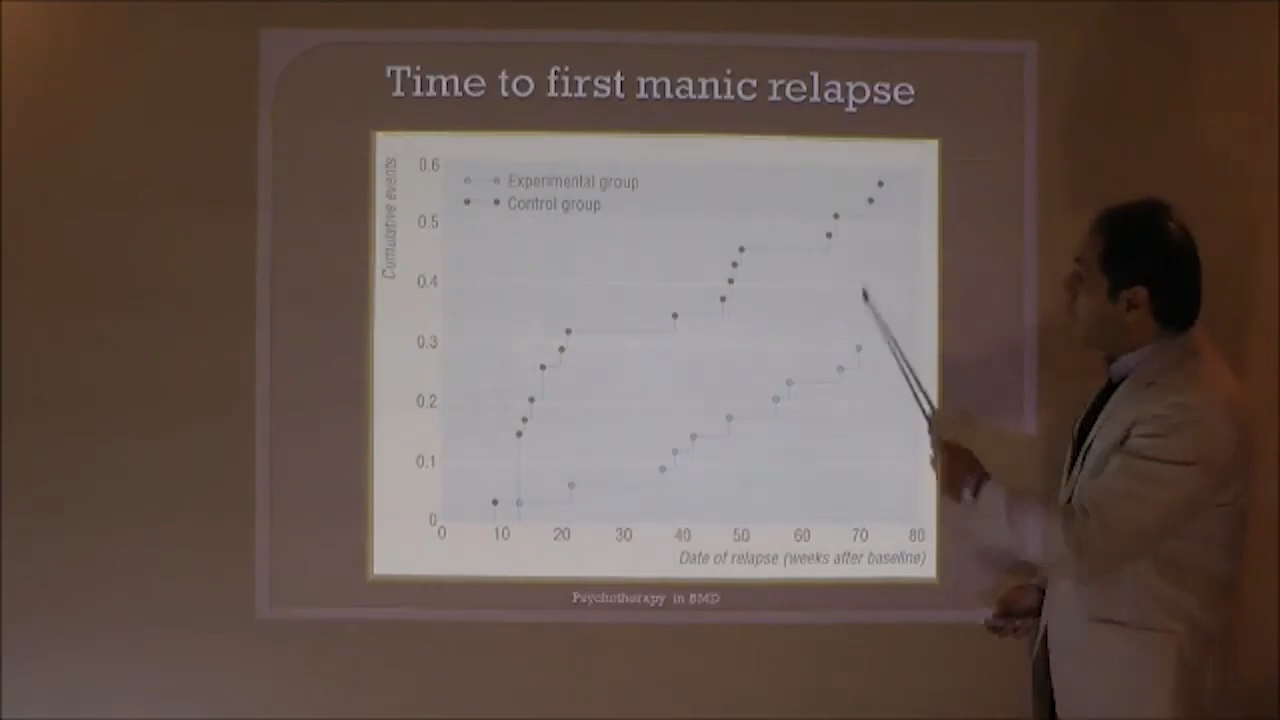 Time to first manic relapse
Cumulative events
0.6
0.5
0.4
0.3
0.2
0.1
0
Experimental group
Control group
0 10 20 30 40 50 60 70 80
Date of relapse (weeks after baseline)
Psychotherapy in BMD